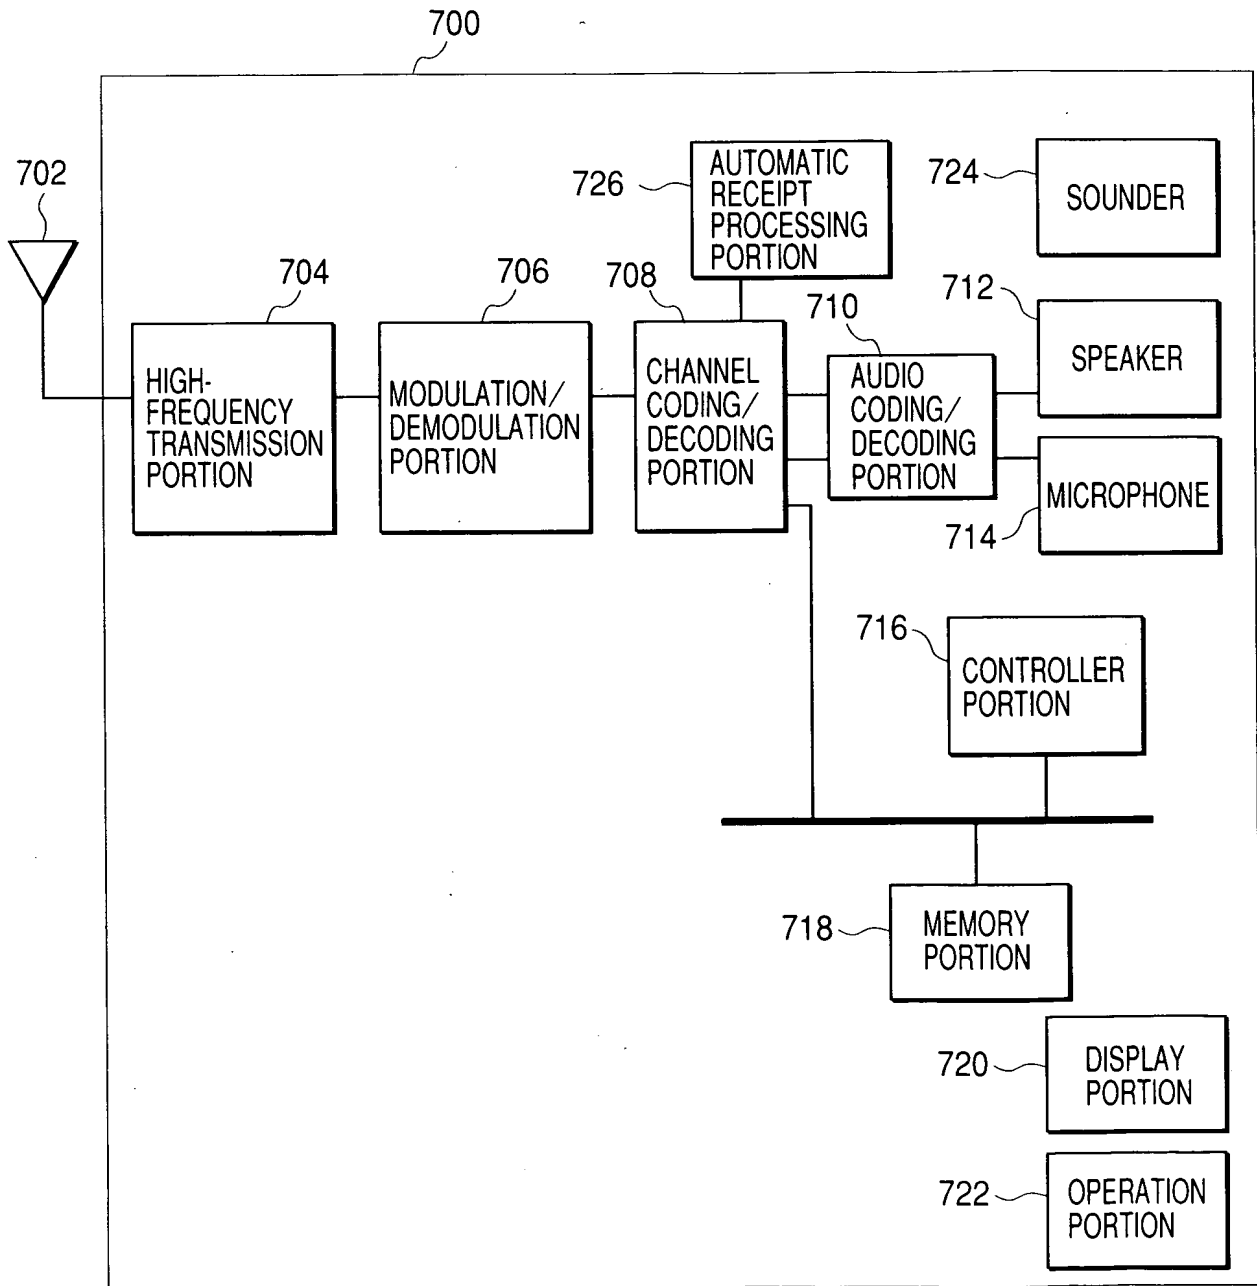 700
702
704
HIGH-
FREQUENCY
TRANSMISSION
PORTION
706
MODULATION/
DEMODULATION
PORTION
708
CHANNEL
CODING/
DECODING
PORTION
726
AUTOMATIC
RECEIPT
PROCESSING
PORTION
710
AUDIO
CODING/
DECODING
PORTION
724
SOUNDER
712
SPEAKER
MICROPHONE
714
716
CONTROLLER
PORTION
718
MEMORY
PORTION
720
DISPLAY
PORTION
722
OPERATION
PORTION